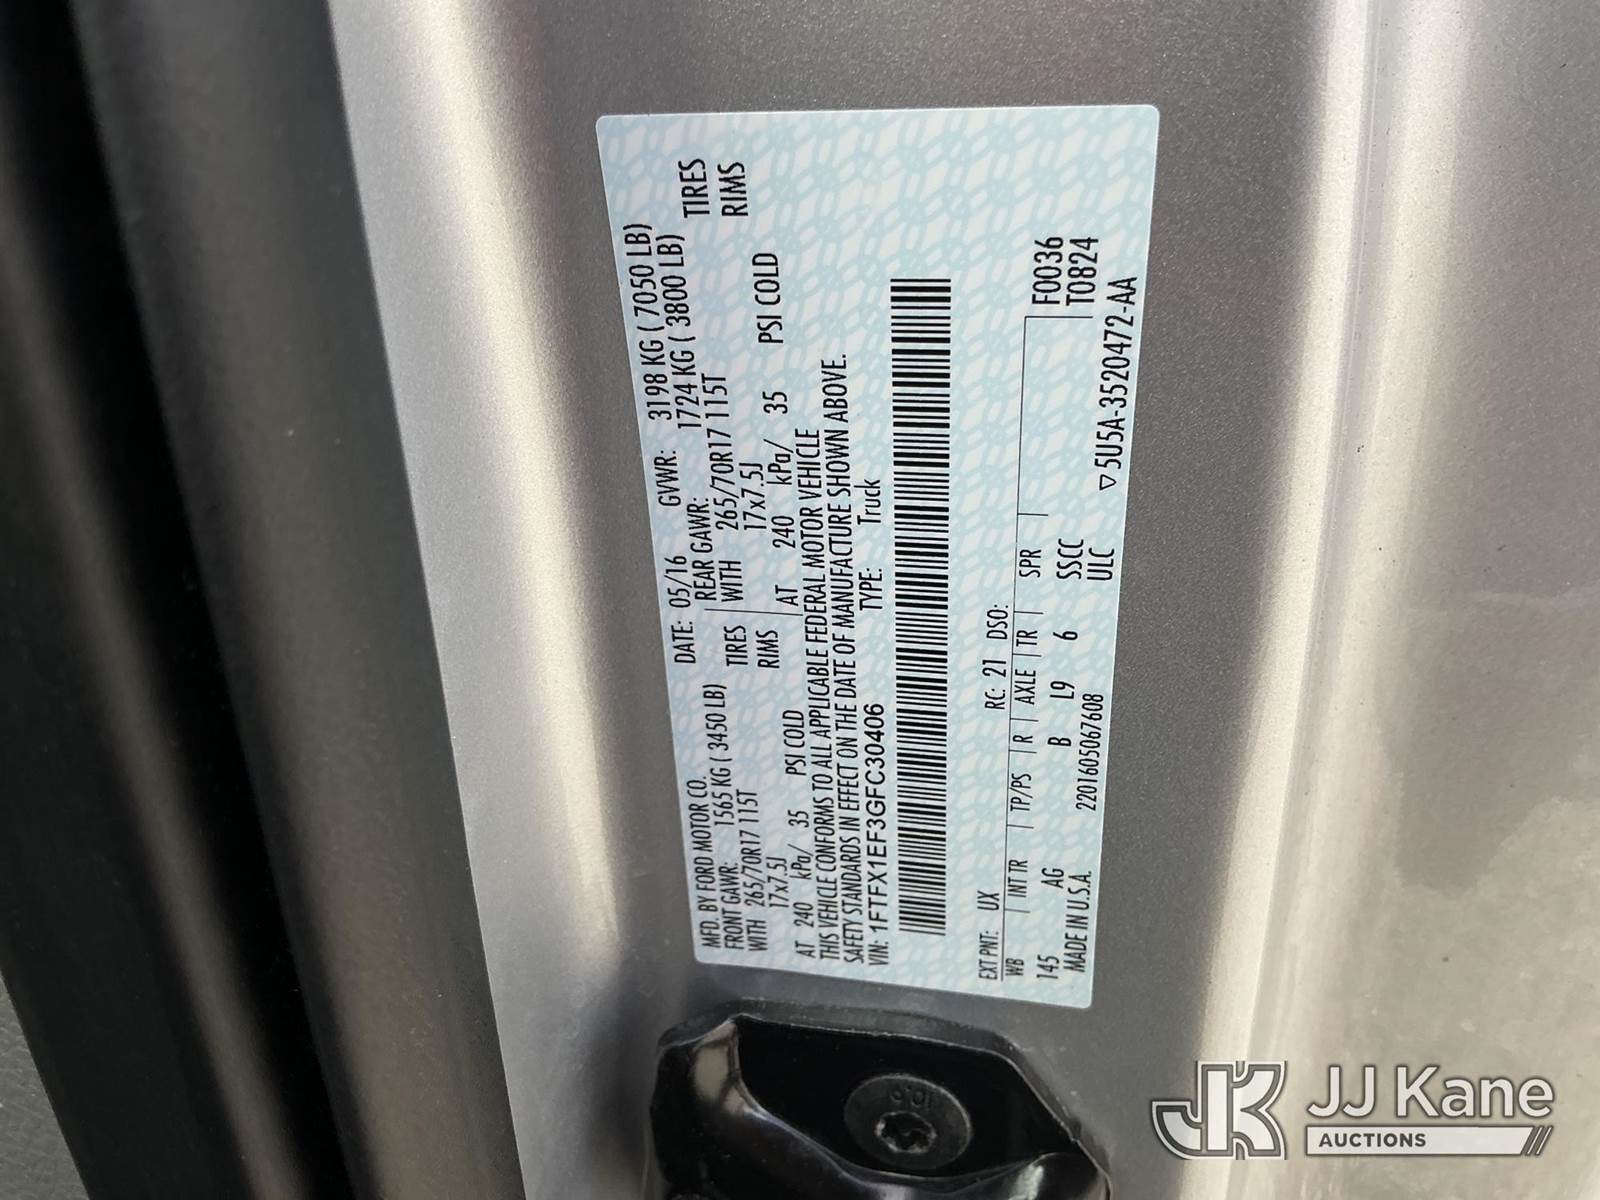 MFD. BY FORD MOTOR CO.
DATE: 05/16 GVWR: 3198 KG ( 7050 LB)
FRONT GAWR: 1565 KG ( 3450 LB) REAR GAWR: 1724 KG ( 3800 LB)
WITH 265/70R17 115T TIRES WITH 265/70R17 115T TIRES
17x7.5J RIMS 17x7.5J RIMS
AT 240 kPa/ 35 PSI COLD AT 240 kPa/ 35 PSI COLD
THIS VEHICLE CONFORMS TO ALL APPLICABLE FEDERAL MOTOR VEHICLE
SAFETY STANDARDS IN EFFECT ON THE DATE OF MANUFACTURE SHOWN ABOVE.
VIN: 1FTFX1EF3GFC30406 TYPE: Truck
EXT PNT: UX RC: 21 DSO:
WB INT TR TP/PS R AXLE TR SPR F0036
145 AG B L9 6 SSCC T0824
MADE IN U.S.A. 2201605067608 ULC
▽5U5A-3520472-AA
10.9
JK JJ Kane
AUCTIONS